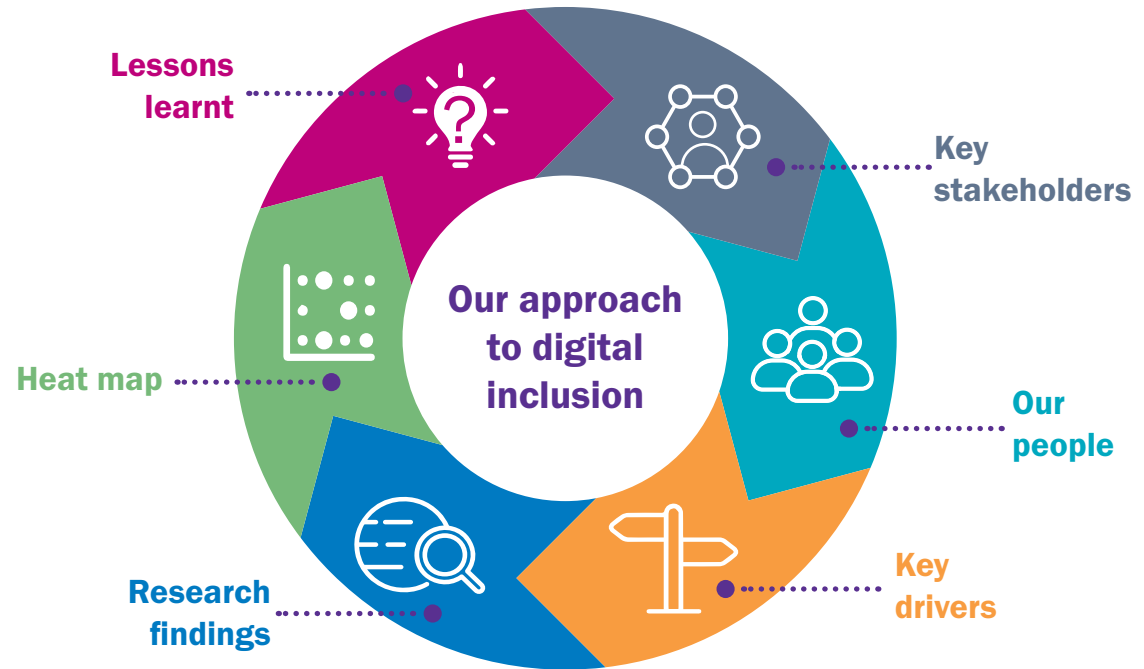 Lessons
learnt
Key
stakeholders
Our approach
to digital
inclusion
Heat map
Our
people
Key
drivers
Research
findings
?